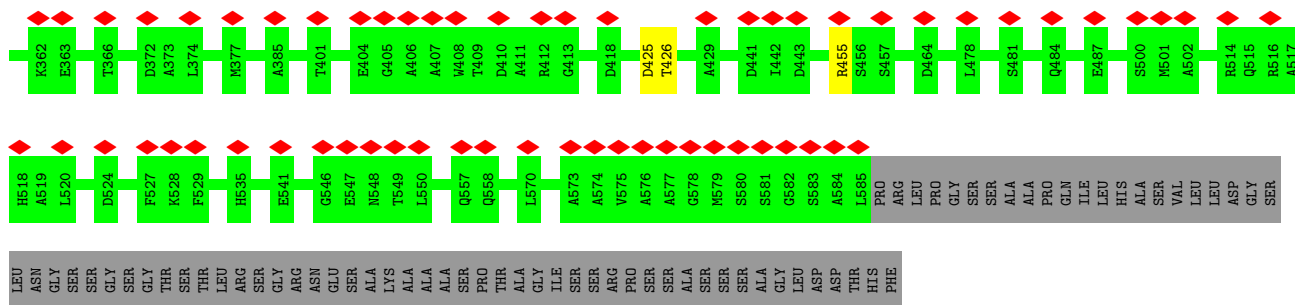 K362 E363 T366 D372 A373 L374 M377 A385 T401 E404 G405 A406 A407 W408 T409 D410 A411 R412 G413 D418 D425 T426 A429 D441 I442 D443 R455 S456 S457 D464 L478 S481 Q484 E487 S500 M501 A502 R514 Q515 R516 A517
H518 A519 L520 D524 F527 K528 F529 H535 E541 G546 E547 N548 T549 L550 Q557 Q558 L570 A573 A574 V575 A576 A577 G578 M579 S580 S581 G582 S583 A584 L585 PRO ARG LEU PRO GLY SER SER ALA ALA PRO GLN ILE LEU HIS ALA SER VAL LEU LEU ASP GLY SER
LEU ASN GLY SER SER GLY SER GLY THR SER THR LEU ARG SER GLY ARG ASN GLU SER ALA LYS ALA ALA ALA SER PRO THR ALA GLY ILE SER SER ARG PRO SER SER ALA SER SER SER ALA GLY LEU ASP ASP THR HIS PHE